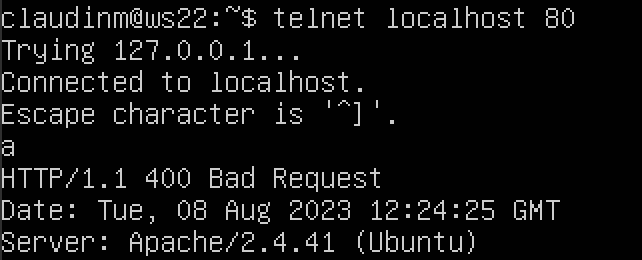 claudinm@ws22:~$ telnet localhost 80
Trying 127.0.0.1...
Connected to localhost.
Escape character is '^]'.
a
HTTP/1.1 400 Bad Request
Date: Tue, 08 Aug 2023 12:24:25 GMT
Server: Apache/2.4.41 (Ubuntu)